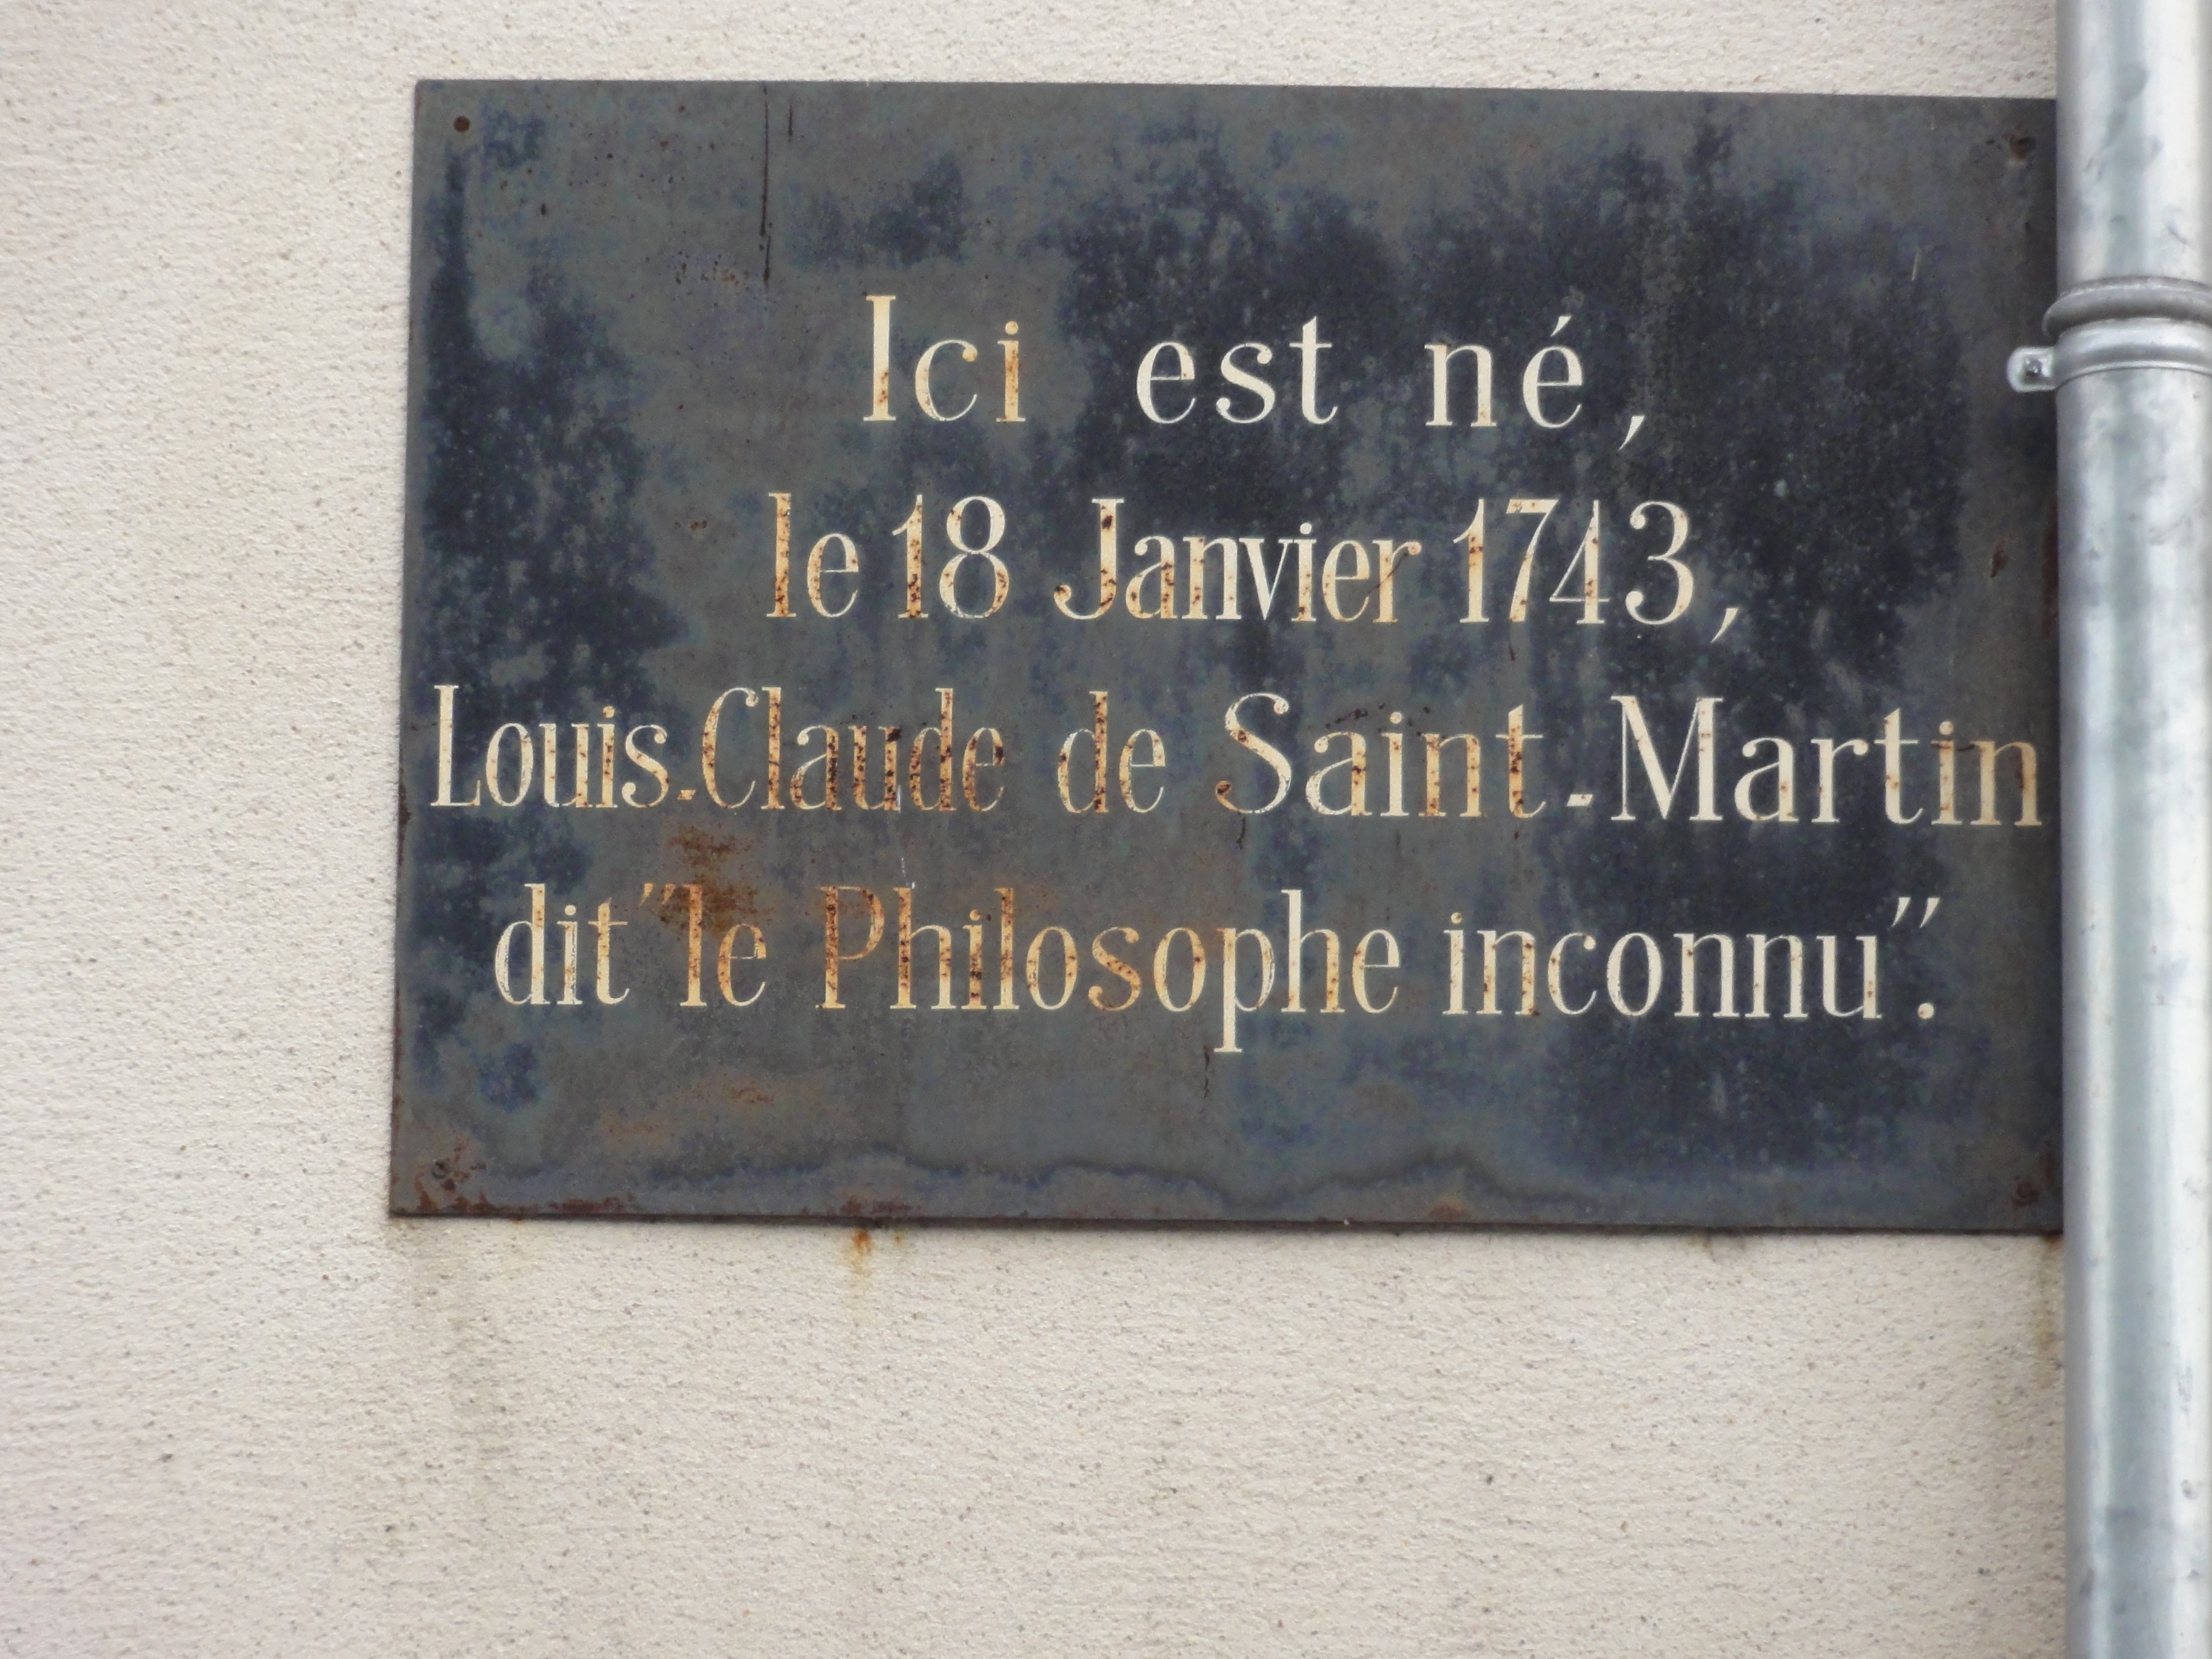 Ici est né,
le 18 Janvier 1743,
Louis-Claude de Saint-Martin
dit "le Philosophe inconnu".